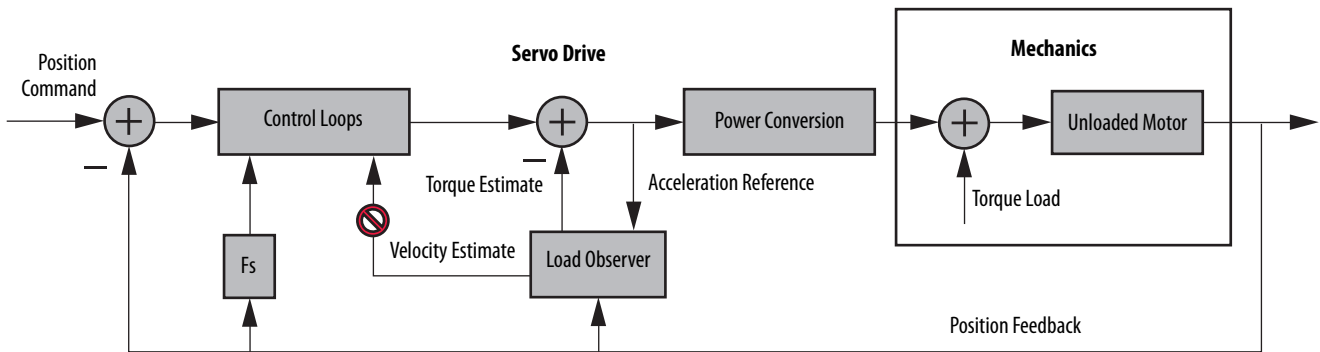 Servo Drive
Mechanics
Position
Command
Control Loops
Power Conversion
Unloaded Motor
Torque Estimate
Acceleration Reference
Torque Load
Velocity Estimate
Fs
Load Observer
Position Feedback